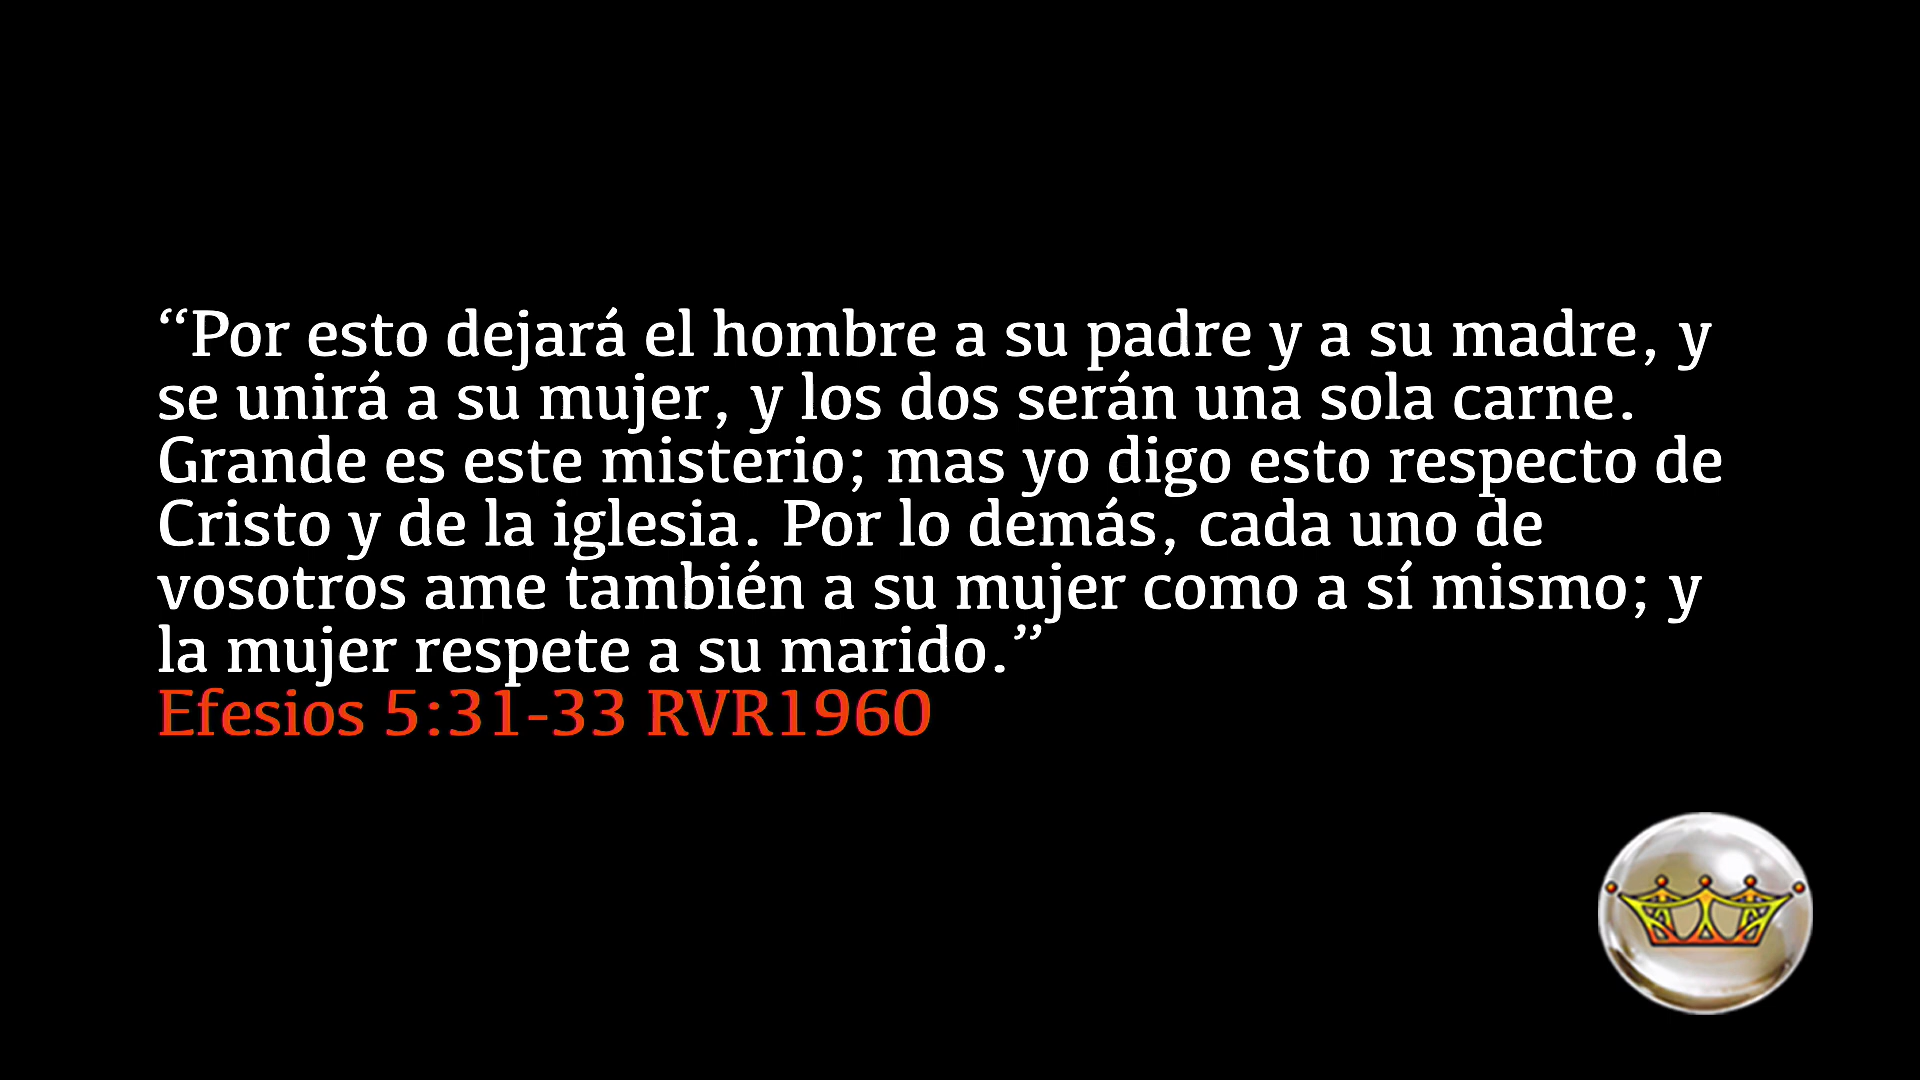 “Por esto dejará el hombre a su padre y a su madre, y
se unirá a su mujer, y los dos serán una sola carne.
Grande es este misterio; mas yo digo esto respecto de
Cristo y de la iglesia. Por lo demás, cada uno de
vosotros ame también a su mujer como a sí mismo; y
la mujer respete a su marido.”
Efesios 5:31-33 RVR1960